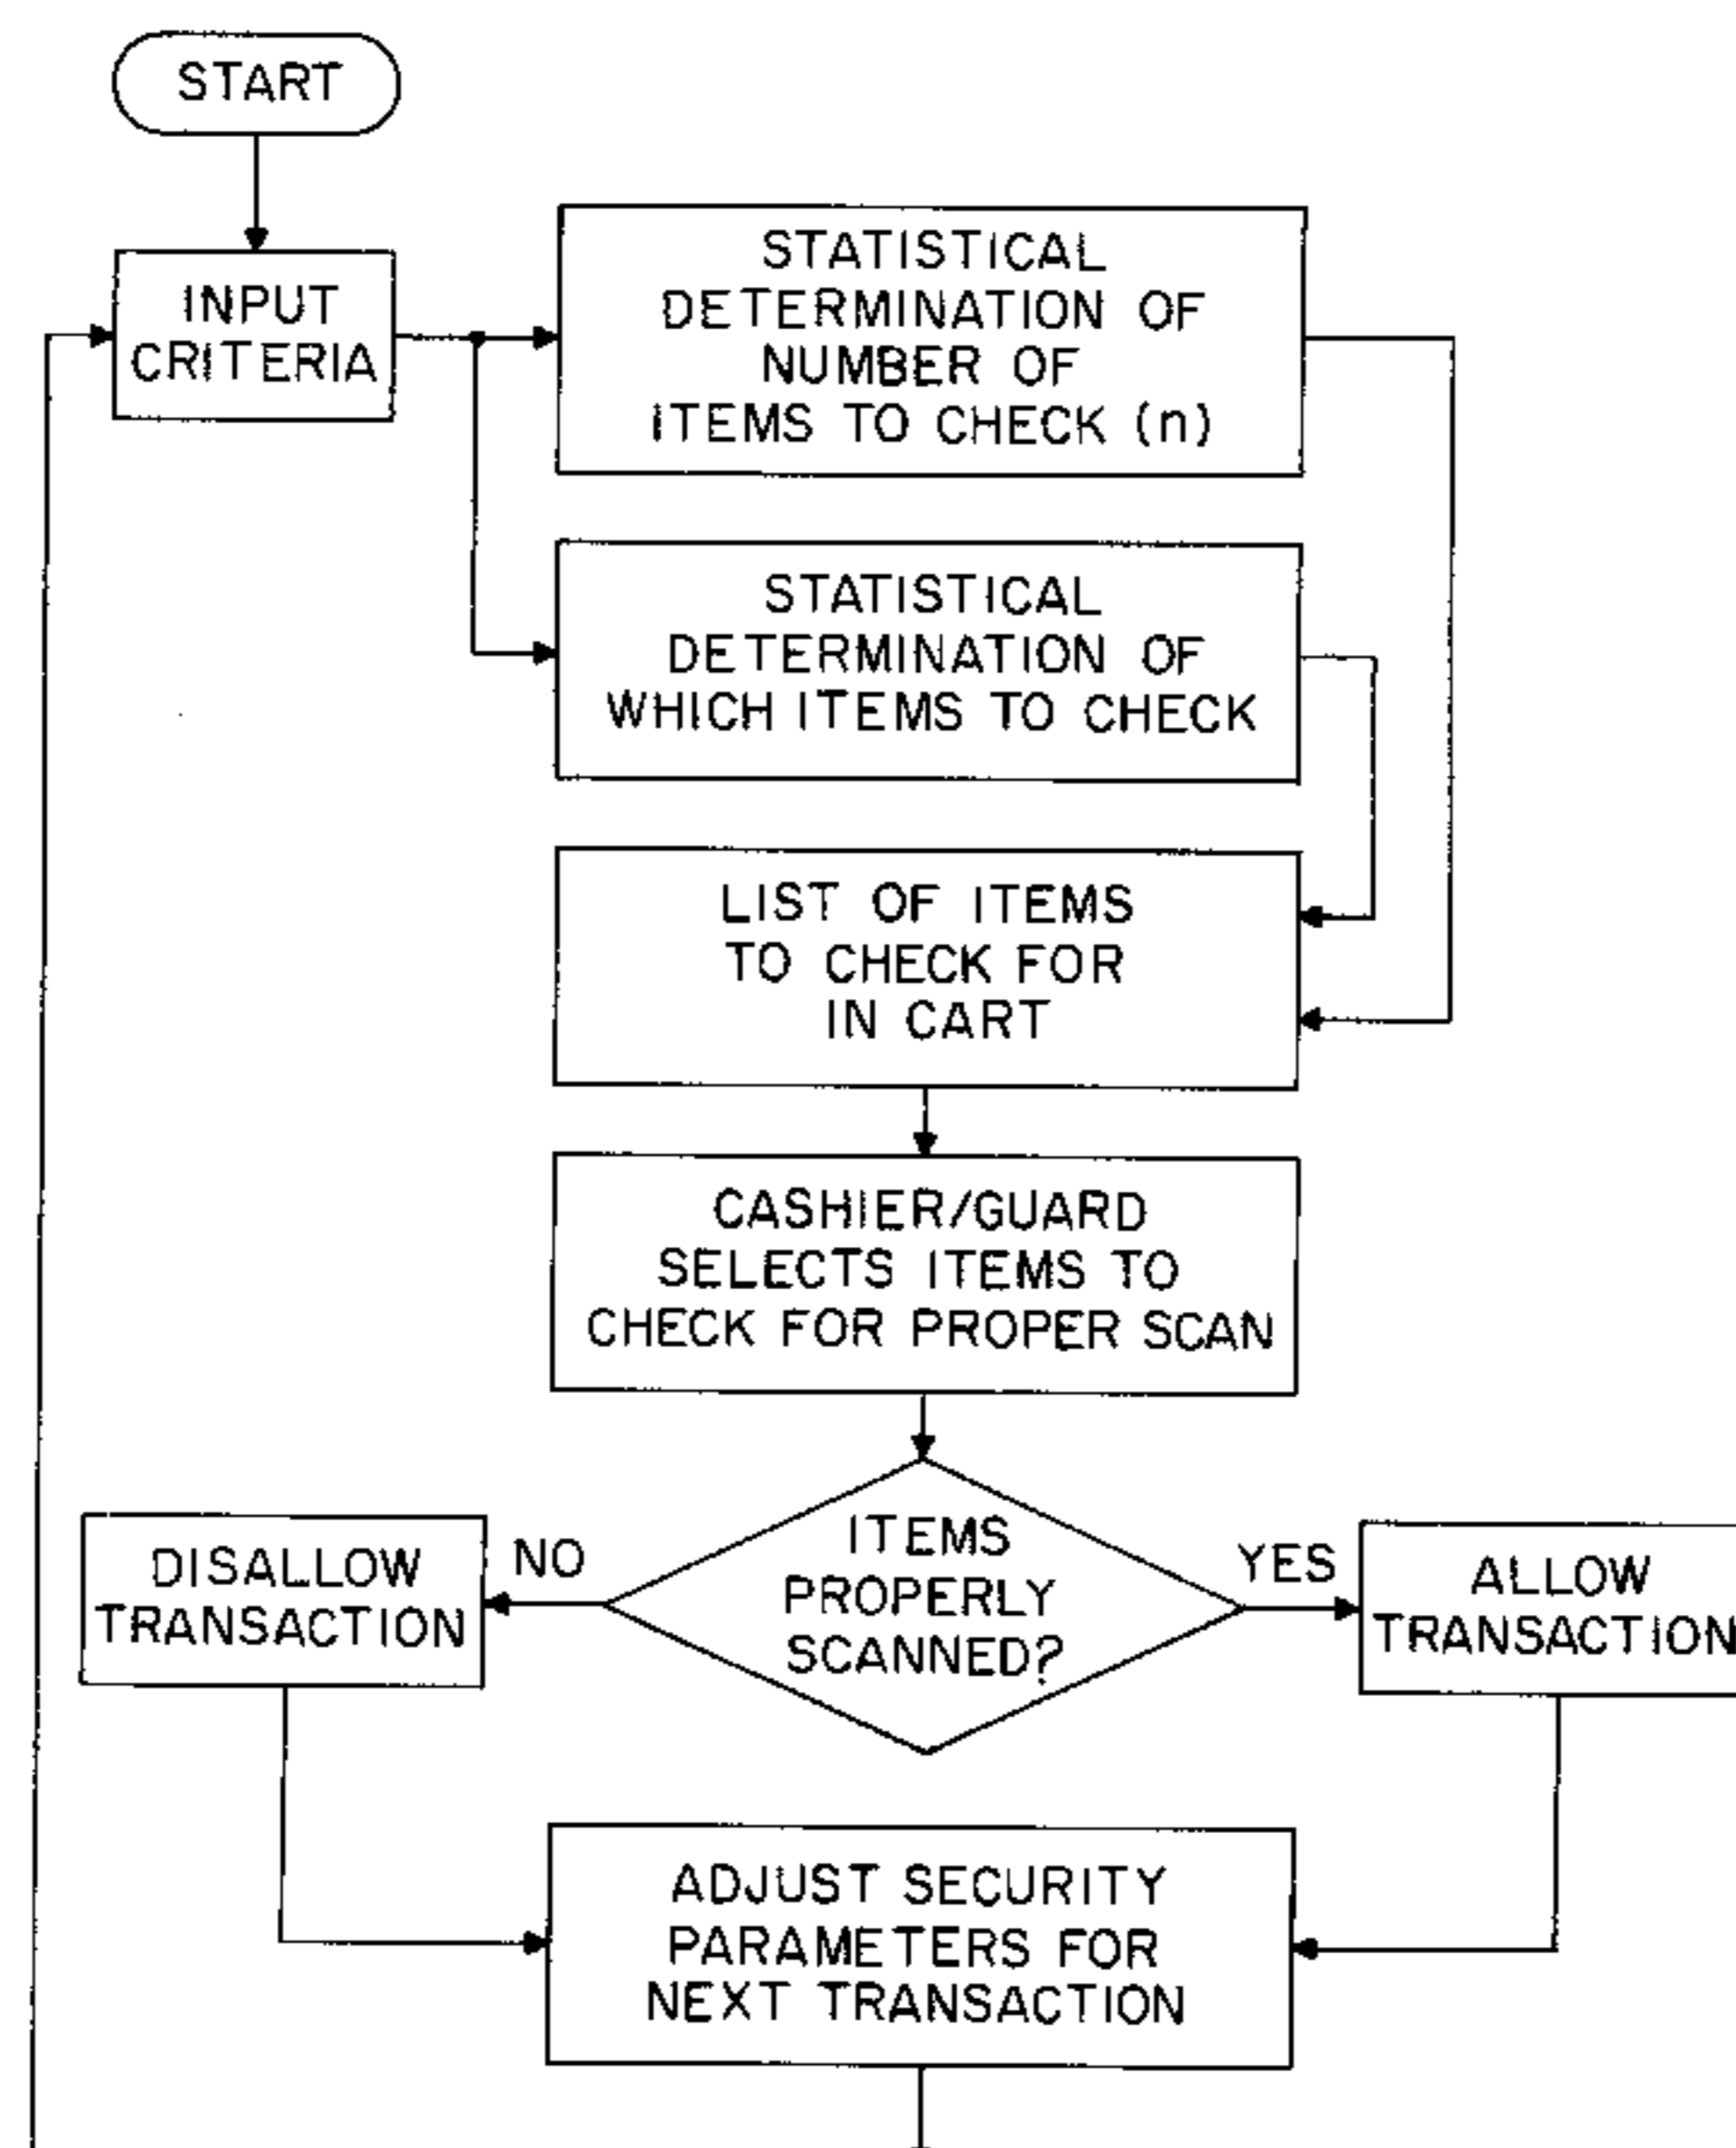 START
INPUT
CRITERIA
STATISTICAL
DETERMINATION OF
NUMBER OF
ITEMS TO CHECK (n)
STATISTICAL
DETERMINATION OF
WHICH ITEMS TO CHECK
LIST OF ITEMS
TO CHECK FOR
IN CART
CASHIER/GUARD
SELECTS ITEMS TO
CHECK FOR PROPER SCAN
ITEMS
PROPERLY
SCANNED?
NO
DISALLOW
TRANSACTION
YES
ALLOW
TRANSACTION
ADJUST SECURITY
PARAMETERS FOR
NEXT TRANSACTION